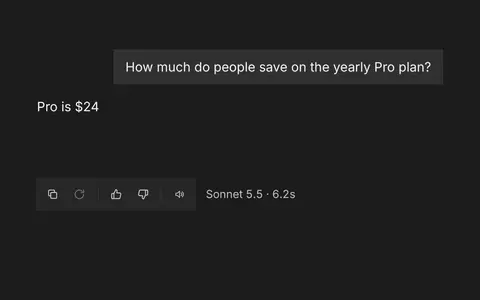 How much do people save on the yearly Pro plan?
Pro is $24
Sonnet 5.5 · 6.2s